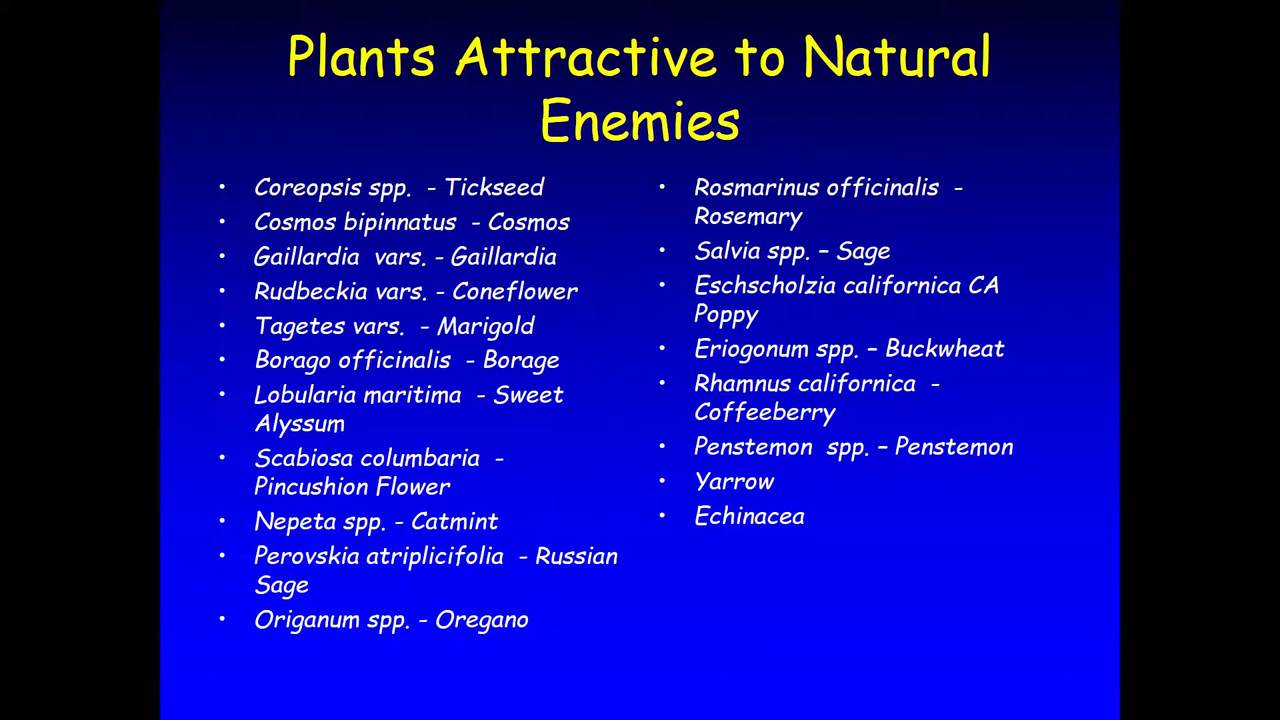 Plants Attractive to Natural
Enemies
• Coreopsis spp. - Tickseed
• Cosmos bipinnatus - Cosmos
• Gaillardia vars. - Gaillardia
• Rudbeckia vars. - Coneflower
• Tagetes vars. - Marigold
• Borago officinalis - Borage
• Lobularia maritima - Sweet
Alyssum
• Scabiosa columbaria -
Pincushion Flower
• Nepeta spp. - Catmint
• Perovskia atriplicifolia - Russian
Sage
• Origanum spp. - Oregano
• Rosmarinus officinalis -
Rosemary
• Salvia spp. – Sage
• Eschscholzia californica CA
Poppy
• Eriogonum spp. – Buckwheat
• Rhamnus californica -
Coffeeberry
• Penstemon spp. – Penstemon
• Yarrow
• Echinacea